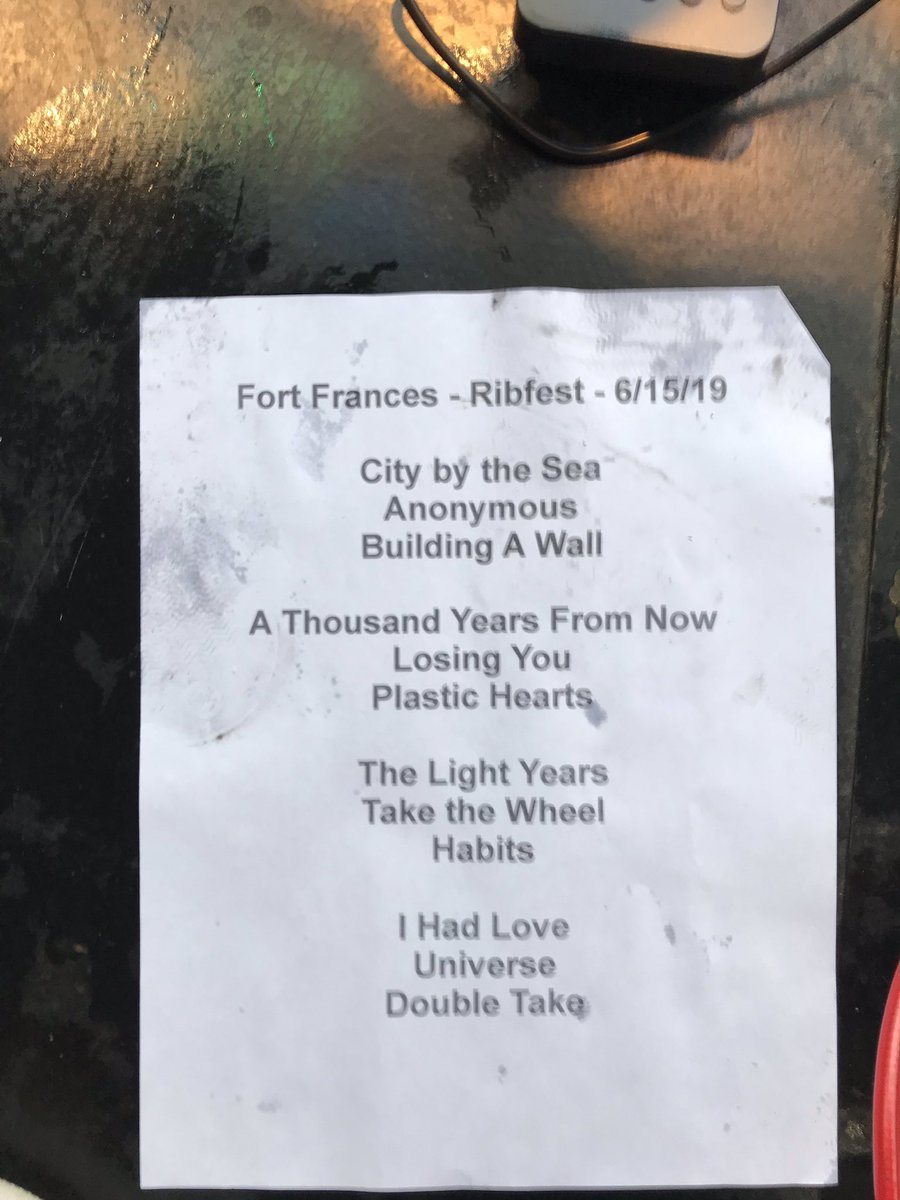 Fort Frances - Ribfest - 6/15/19
City by the Sea
Anonymous
Building A Wall
A Thousand Years From Now
Losing You
Plastic Hearts
The Light Years
Take the Wheel
Habits
I Had Love
Universe
Double Take